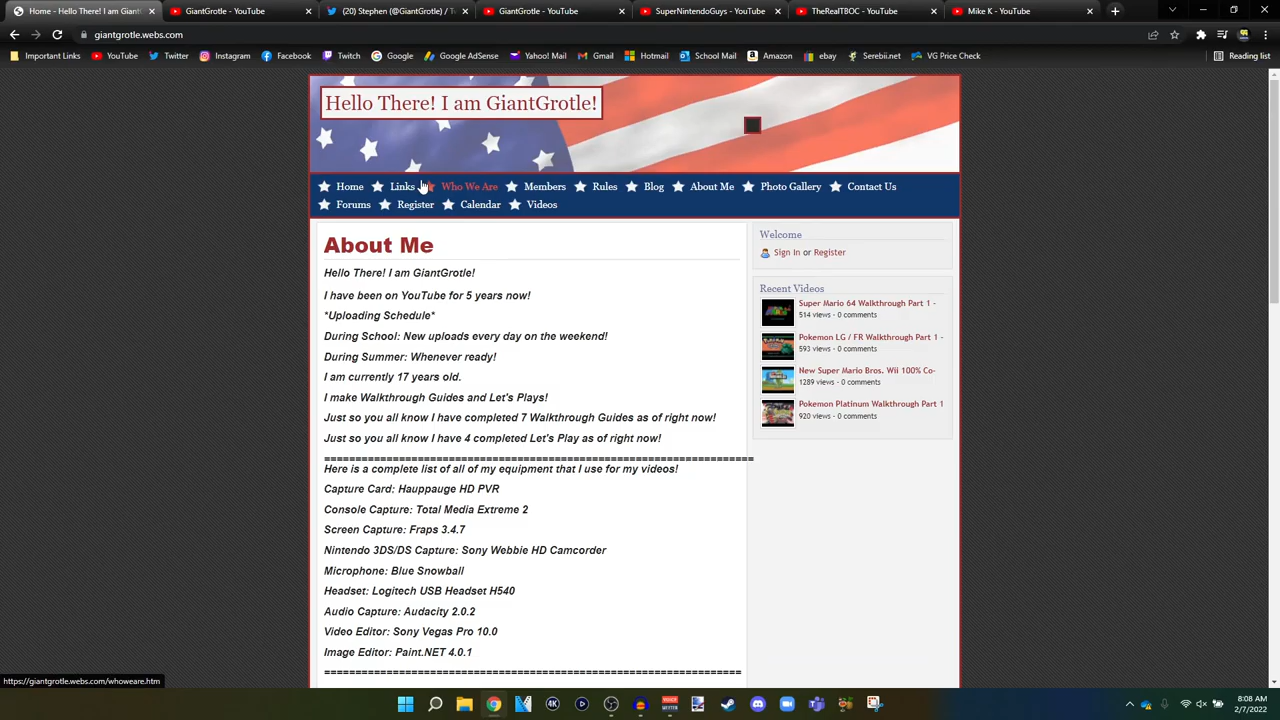 Hello There! I am Gi
GiantGrotle - YouTube
GiantGrotle (Tyler)
SuperNintendoGuys - YouTube
TheRealTBOC - YouTube
Mike K - YouTube
giantgrotle.webs.com
Important Links
YouTube
Twitter
Instagram
Facebook
Twitch
Google
Google AdSense
Yahoo! Mail
Gmail
Hotmail
School Mail
Amazon
ebay
Serebii.net
VG Price Check
Reading list
Hello There! I am GiantGrotle!
Home
Links
Who We Are
Members
Rules
Blog
About Me
Photo Gallery
Contact Us
Forums
Register
Calendar
Videos
About Me
Hello There! I am GiantGrotle!
I have been on YouTube for 5 years now!
*Uploading Schedule*
During School: New uploads every day on the weekend!
During Summer: Whenever ready!
I am currently 17 years old.
I make Walkthrough Guides and Let's Plays!
Just so you all know I have completed 7 Walkthrough Guides as of right now!
Just so you all know I have 4 completed Let's Play as of right now!
=====================================================================
Here is a complete list of all of my equipment that I use for my videos!
Capture Card: Hauppauge HD PVR
Console Capture: Total Media Extreme 2
Screen Capture: Fraps 3.4.7
Nintendo 3DS/DS Capture: Sony Webbie HD Camcorder
Microphone: Blue Snowball
Headset: Logitech USB Headset H540
Audio Capture: Audacity 2.0.2
Video Editor: Sony Vegas Pro 10.0
Image Editor: Paint.NET 4.0.1
===================================================================
Welcome
Sign In or Register
Recent Videos
Super Mario 64 Walkthrough Part 1 -
514 views - 0 comments
Pokemon LG / FR Walkthrough Part 1 -
593 views - 0 comments
New Super Mario Bros. Wii 100% Co-
1289 views - 0 comments
Pokemon Platinum Walkthrough Part 1
920 views - 0 comments
https://giantgrotle.webs.com/whoweare.htm
8:08 AM
2/7/2022